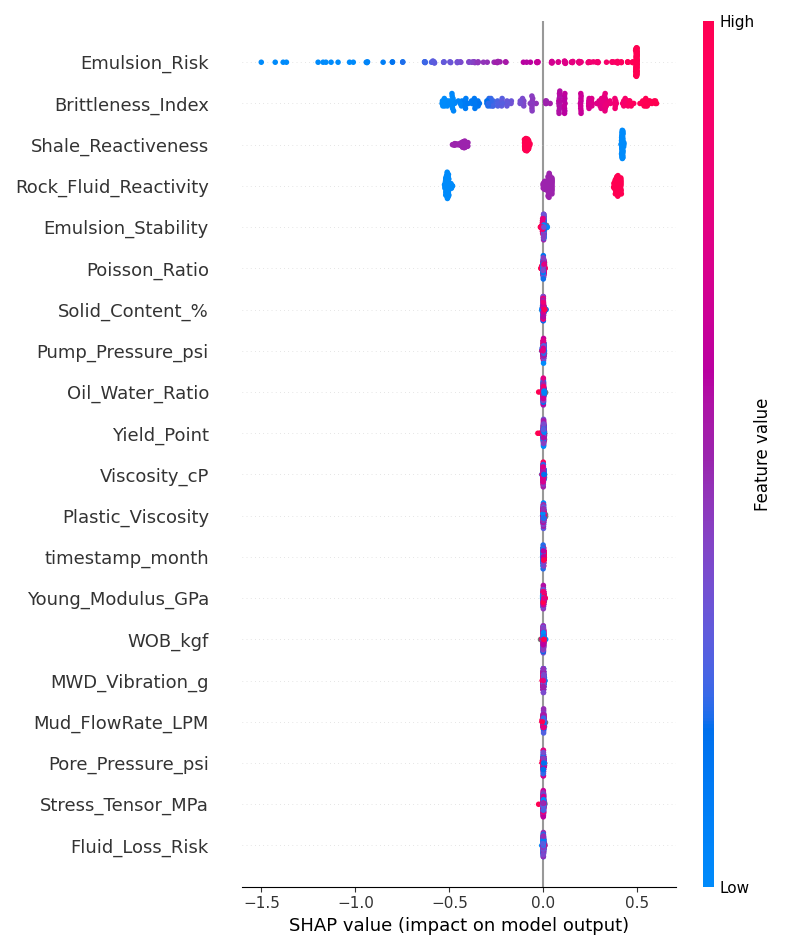 High
Emulsion_Risk
Brittleness_Index
Shale_Reactiveness
Rock_Fluid_Reactivity
Emulsion_Stability
Poisson_Ratio
Solid_Content_%
Pump_Pressure_psi
Oil_Water_Ratio
Yield_Point
Viscosity_cP
Plastic_Viscosity
timestamp_month
Young_Modulus_GPa
WOB_kgf
MWD_Vibration_g
Mud_FlowRate_LPM
Pore_Pressure_psi
Stress_Tensor_MPa
Fluid_Loss_Risk
Feature value
Low
−1.5 −1.0 −0.5 0.0 0.5
SHAP value (impact on model output)